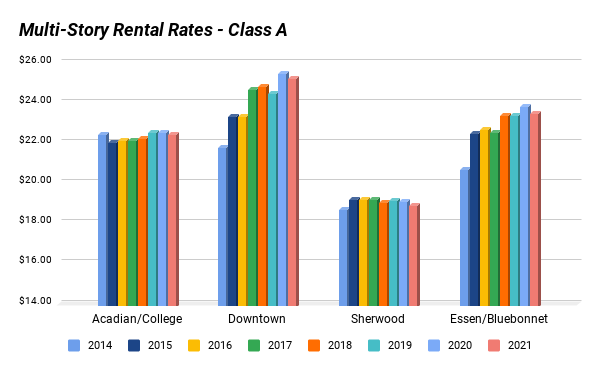 Multi-Story Rental Rates - Class A
$26.00
$24.00
$22.00
$20.00
$18.00
$16.00
$14.00
Acadian/College Downtown Sherwood Essen/Bluebonnet
2014 2015 2016 2017 2018 2019 2020 2021